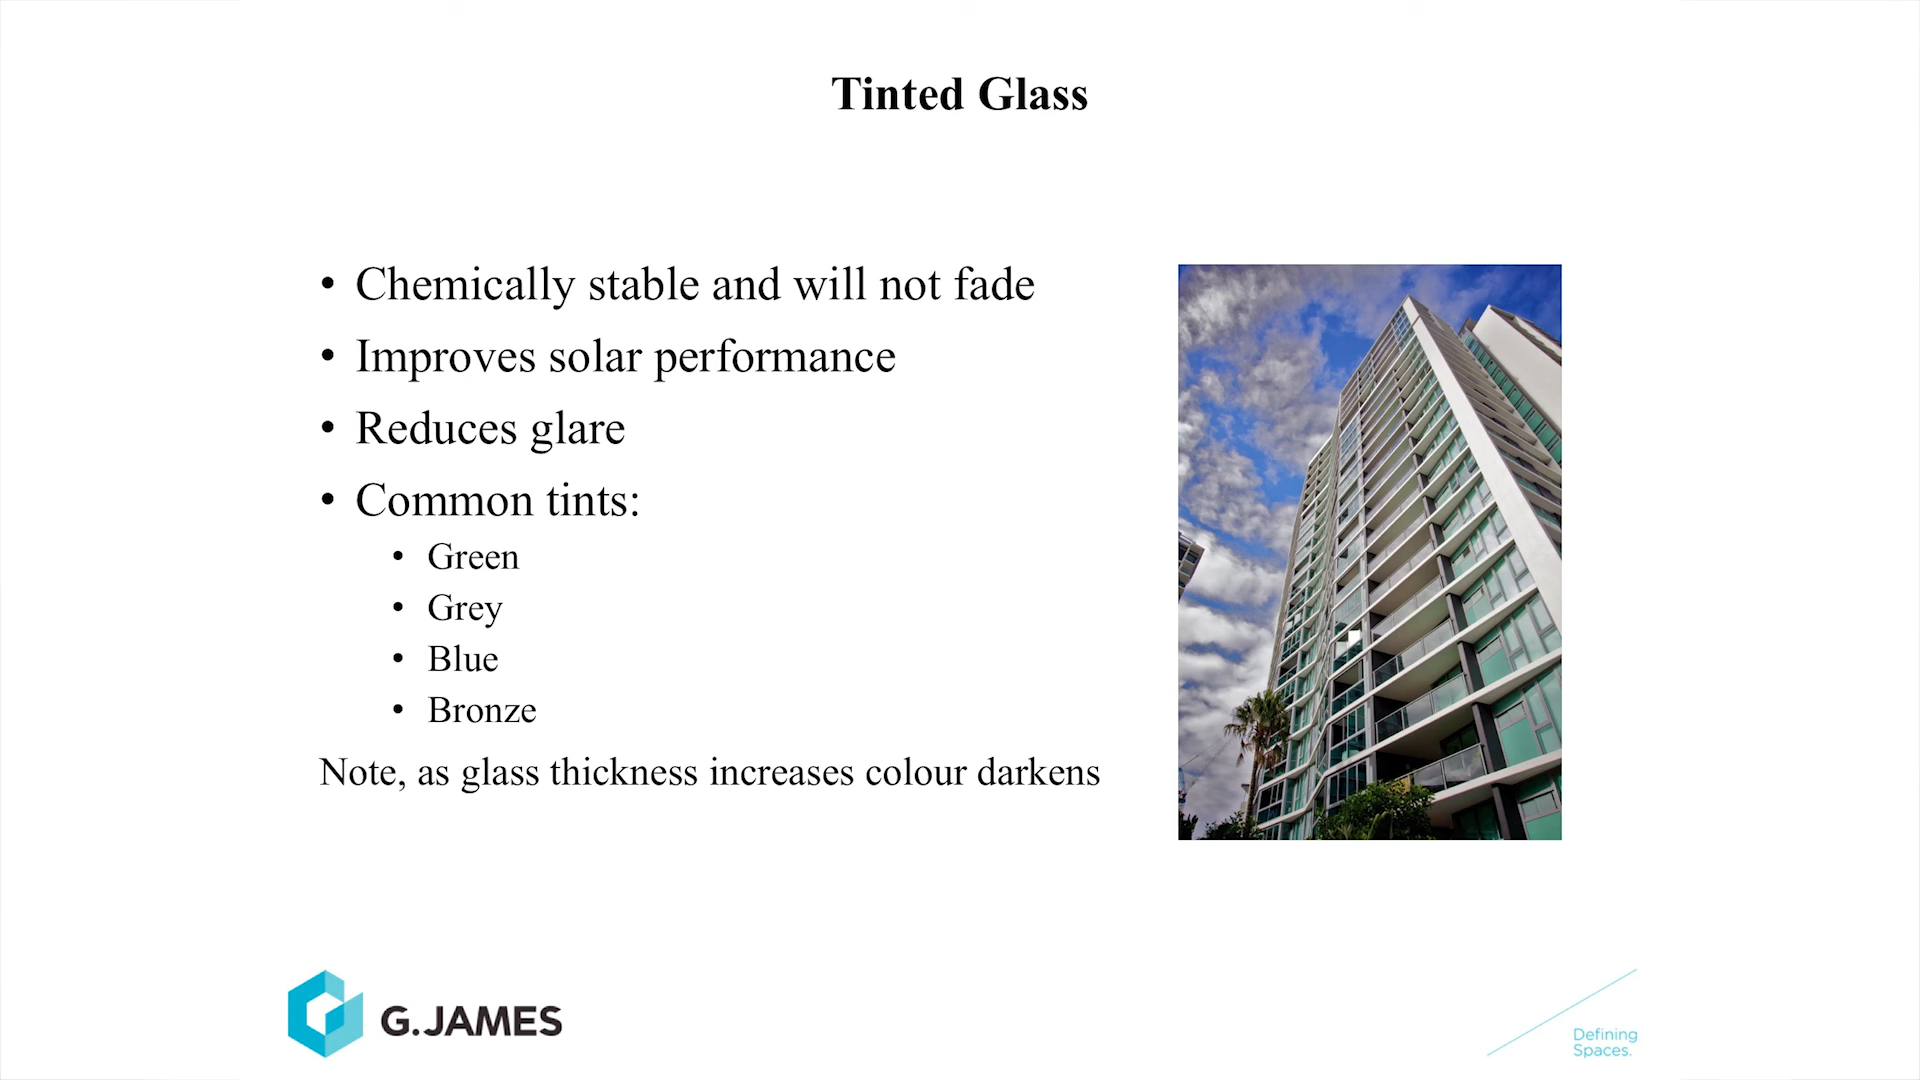 Tinted Glass
• Chemically stable and will not fade
• Improves solar performance
• Reduces glare
• Common tints:
• Green
• Grey
• Blue
• Bronze
Note, as glass thickness increases colour darkens
G.JAMES
Defining
Spaces.